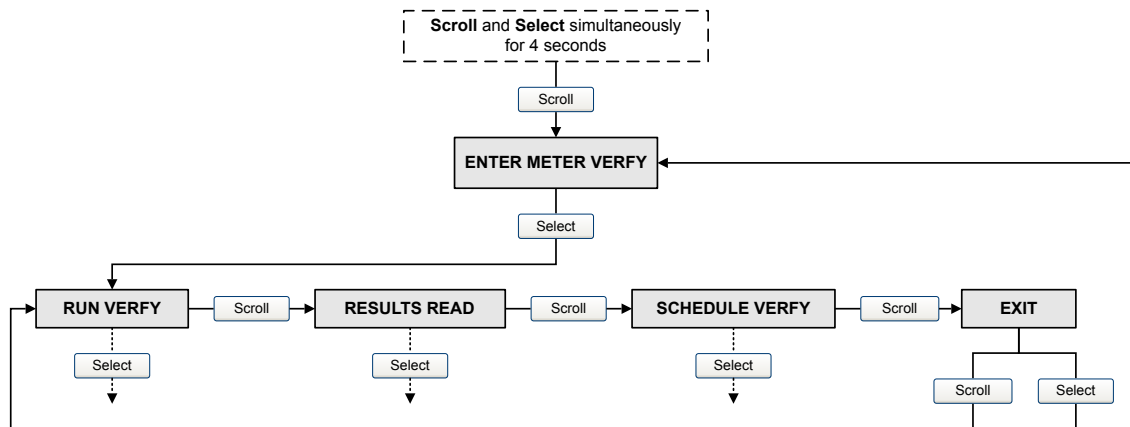 Scroll and Select simultaneously
for 4 seconds
Scroll
ENTER METER VERFY
Select
RUN VERFY
Scroll
RESULTS READ
Scroll
SCHEDULE VERFY
Scroll
EXIT
Select
Select
Select
Scroll
Select